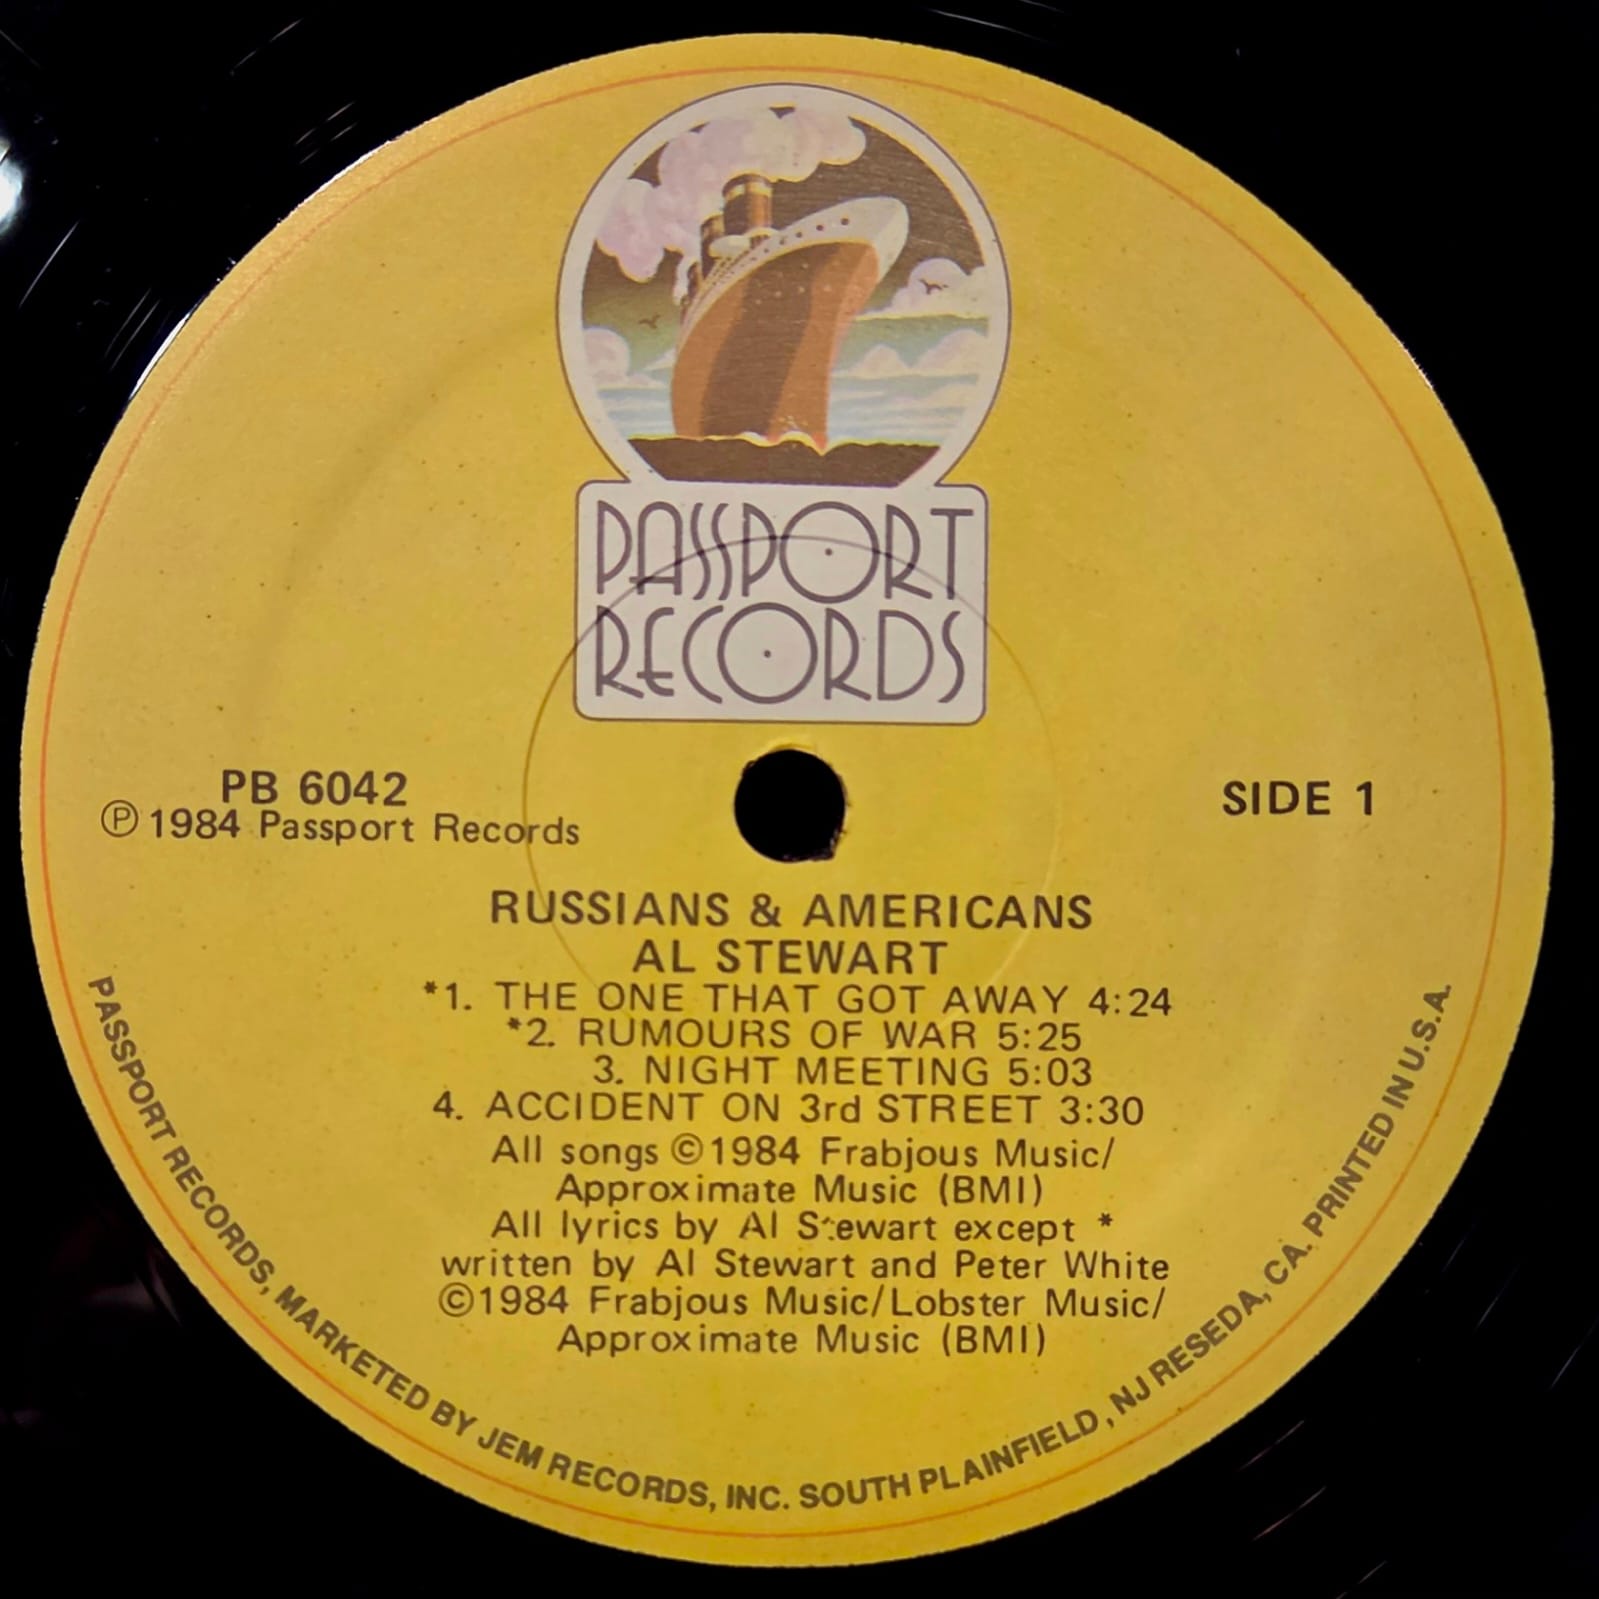 PASSPORT
RECORDS
PB 6042
Ⓟ 1984 Passport Records
SIDE 1
RUSSIANS & AMERICANS
AL STEWART
*1. THE ONE THAT GOT AWAY 4:24
*2. RUMOURS OF WAR 5:25
3. NIGHT MEETING 5:03
4. ACCIDENT ON 3rd STREET 3:30
All songs ©1984 Frabjous Music/
Approximate Music (BMI)
All lyrics by Al Stewart except *
written by Al Stewart and Peter White
©1984 Frabjous Music/Lobster Music/
Approximate Music (BMI)
PASSPORT RECORDS, MARKETED BY JEM RECORDS, INC. SOUTH PLAINFIELD, NJ RESEDA, CA. PRINTED IN U.S.A.